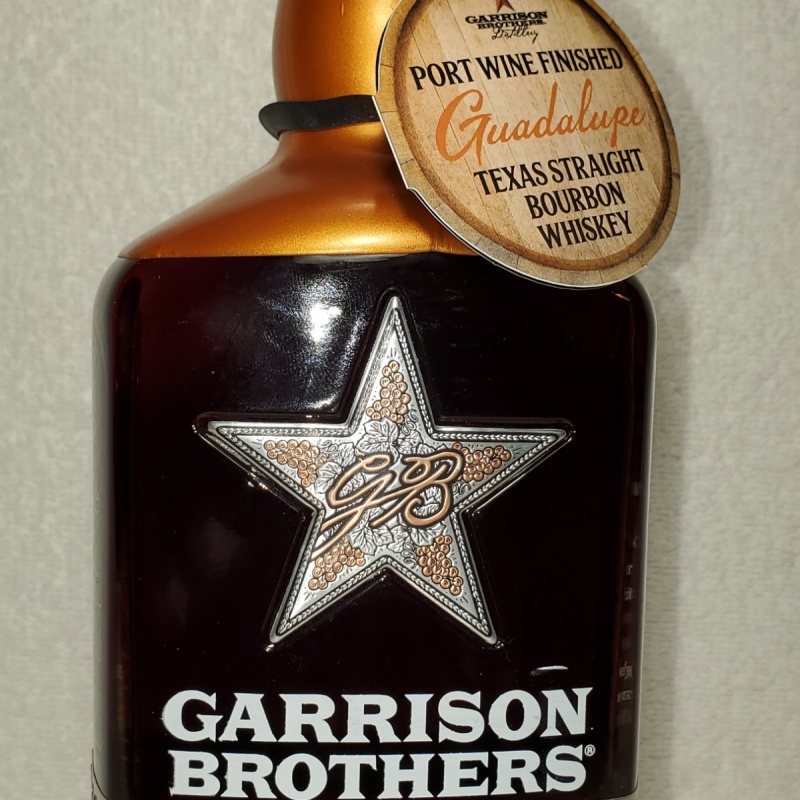 GARRISON
BROTHERS
Distillery
PORT WINE FINISHED
Guadalupe
TEXAS STRAIGHT
BOURBON
WHISKEY
GB
GARRISON
BROTHERS®